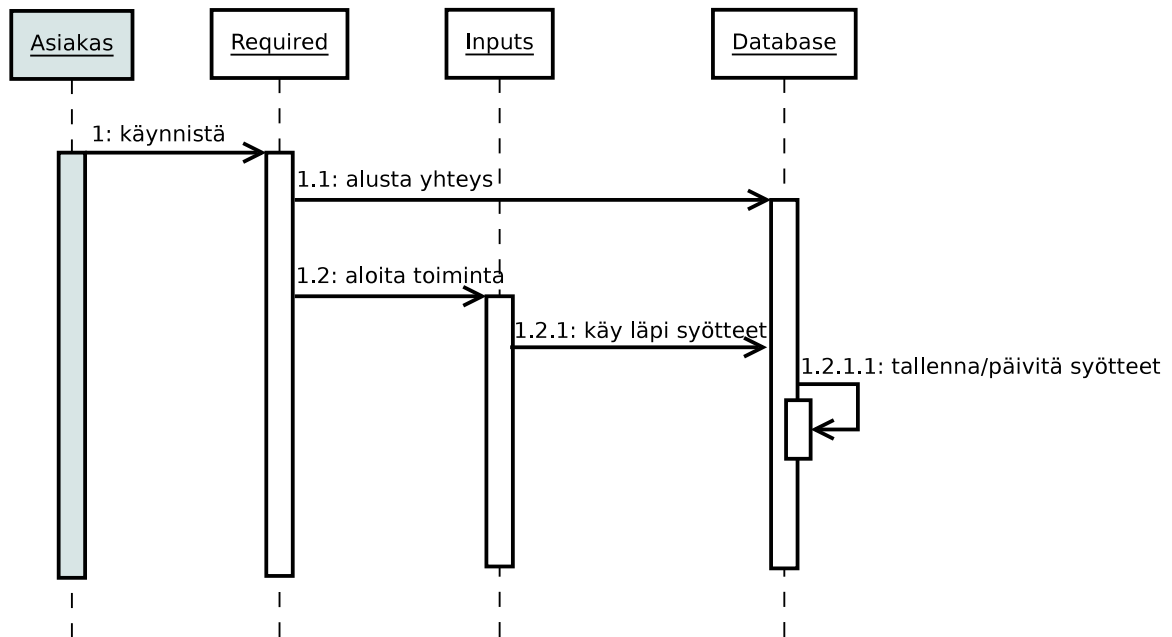 Asiakas
Required
Inputs
Database
1: käynnistä
1.1: alusta yhteys
1.2: aloita toiminta
1.2.1: käy läpi syötteet
1.2.1.1: tallenna/päivitä syötteet